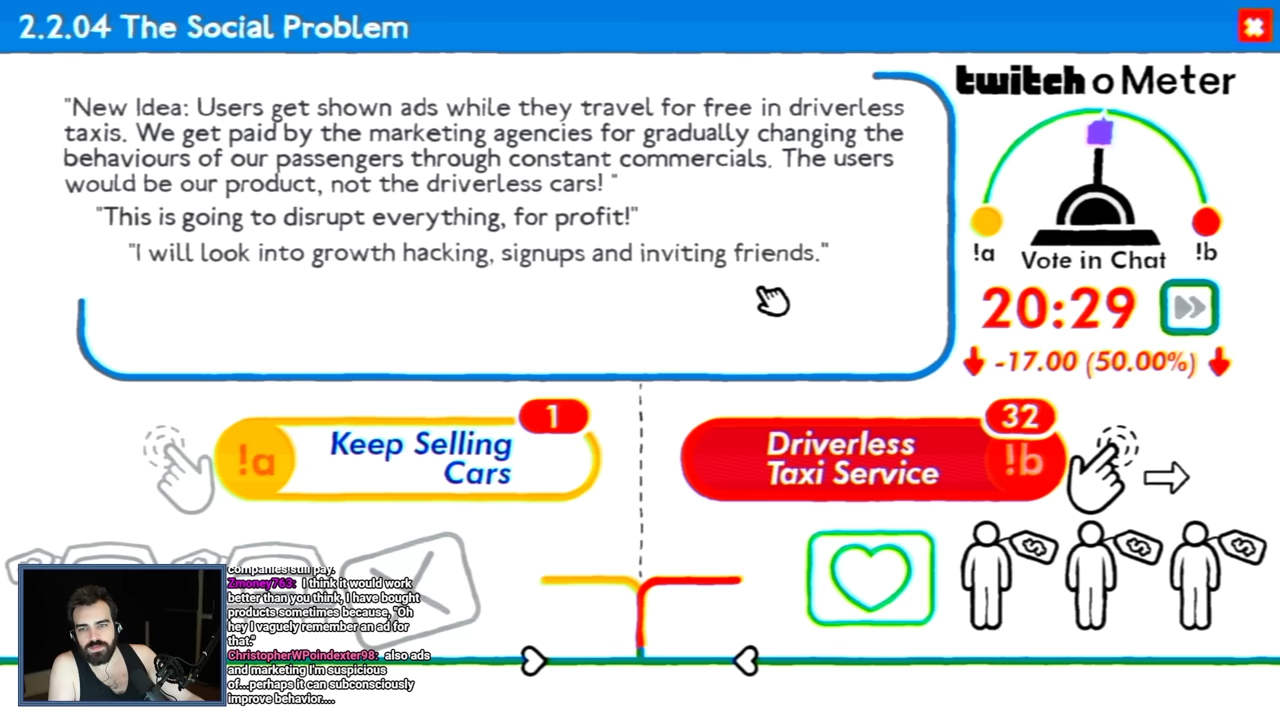 2.2.04 The Social Problem
"New Idea: Users get shown ads while they travel for free in driverless
taxis. We get paid by the marketing agencies for gradually changing the
behaviours of our passengers through constant commercials. The users
would be our product, not the driverless cars! "
"This is going to disrupt everything, for profit!"
"I will look into growth hacking, signups and inviting friends."
twitch o Meter
!a
Vote in Chat
!b
20:29
-17.00 (50.00%)
1
!a
Keep Selling
Cars
32
Driverless
Taxi Service
!b
companies still pay.
Zmoney763: I think it would work
better than you think, I have bought
products sometimes because, "Oh
hey I vaguely remember an ad for
that."
ChristopherWPoindexter98: also ads
and marketing I'm suspicious
of...perhaps it can subconsciously
improve behavior....
$
$
$